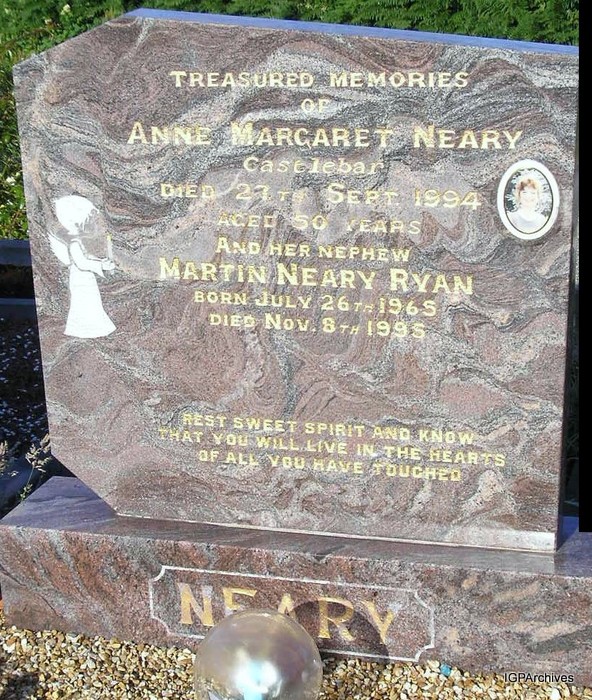 TREASURED MEMORIES
OF
ANNE MARGARET NEARY
Castlebar
DIED 27TH SEPT. 1994
AGED 50 YEARS
AND HER NEPHEW
MARTIN NEARY RYAN
BORN JULY 26TH 1965
DIED NOV. 8TH 1995
REST SWEET SPIRIT AND KNOW
THAT YOU WILL LIVE IN THE HEARTS
OF ALL YOU HAVE TOUCHED
NEARY
IGPArchives